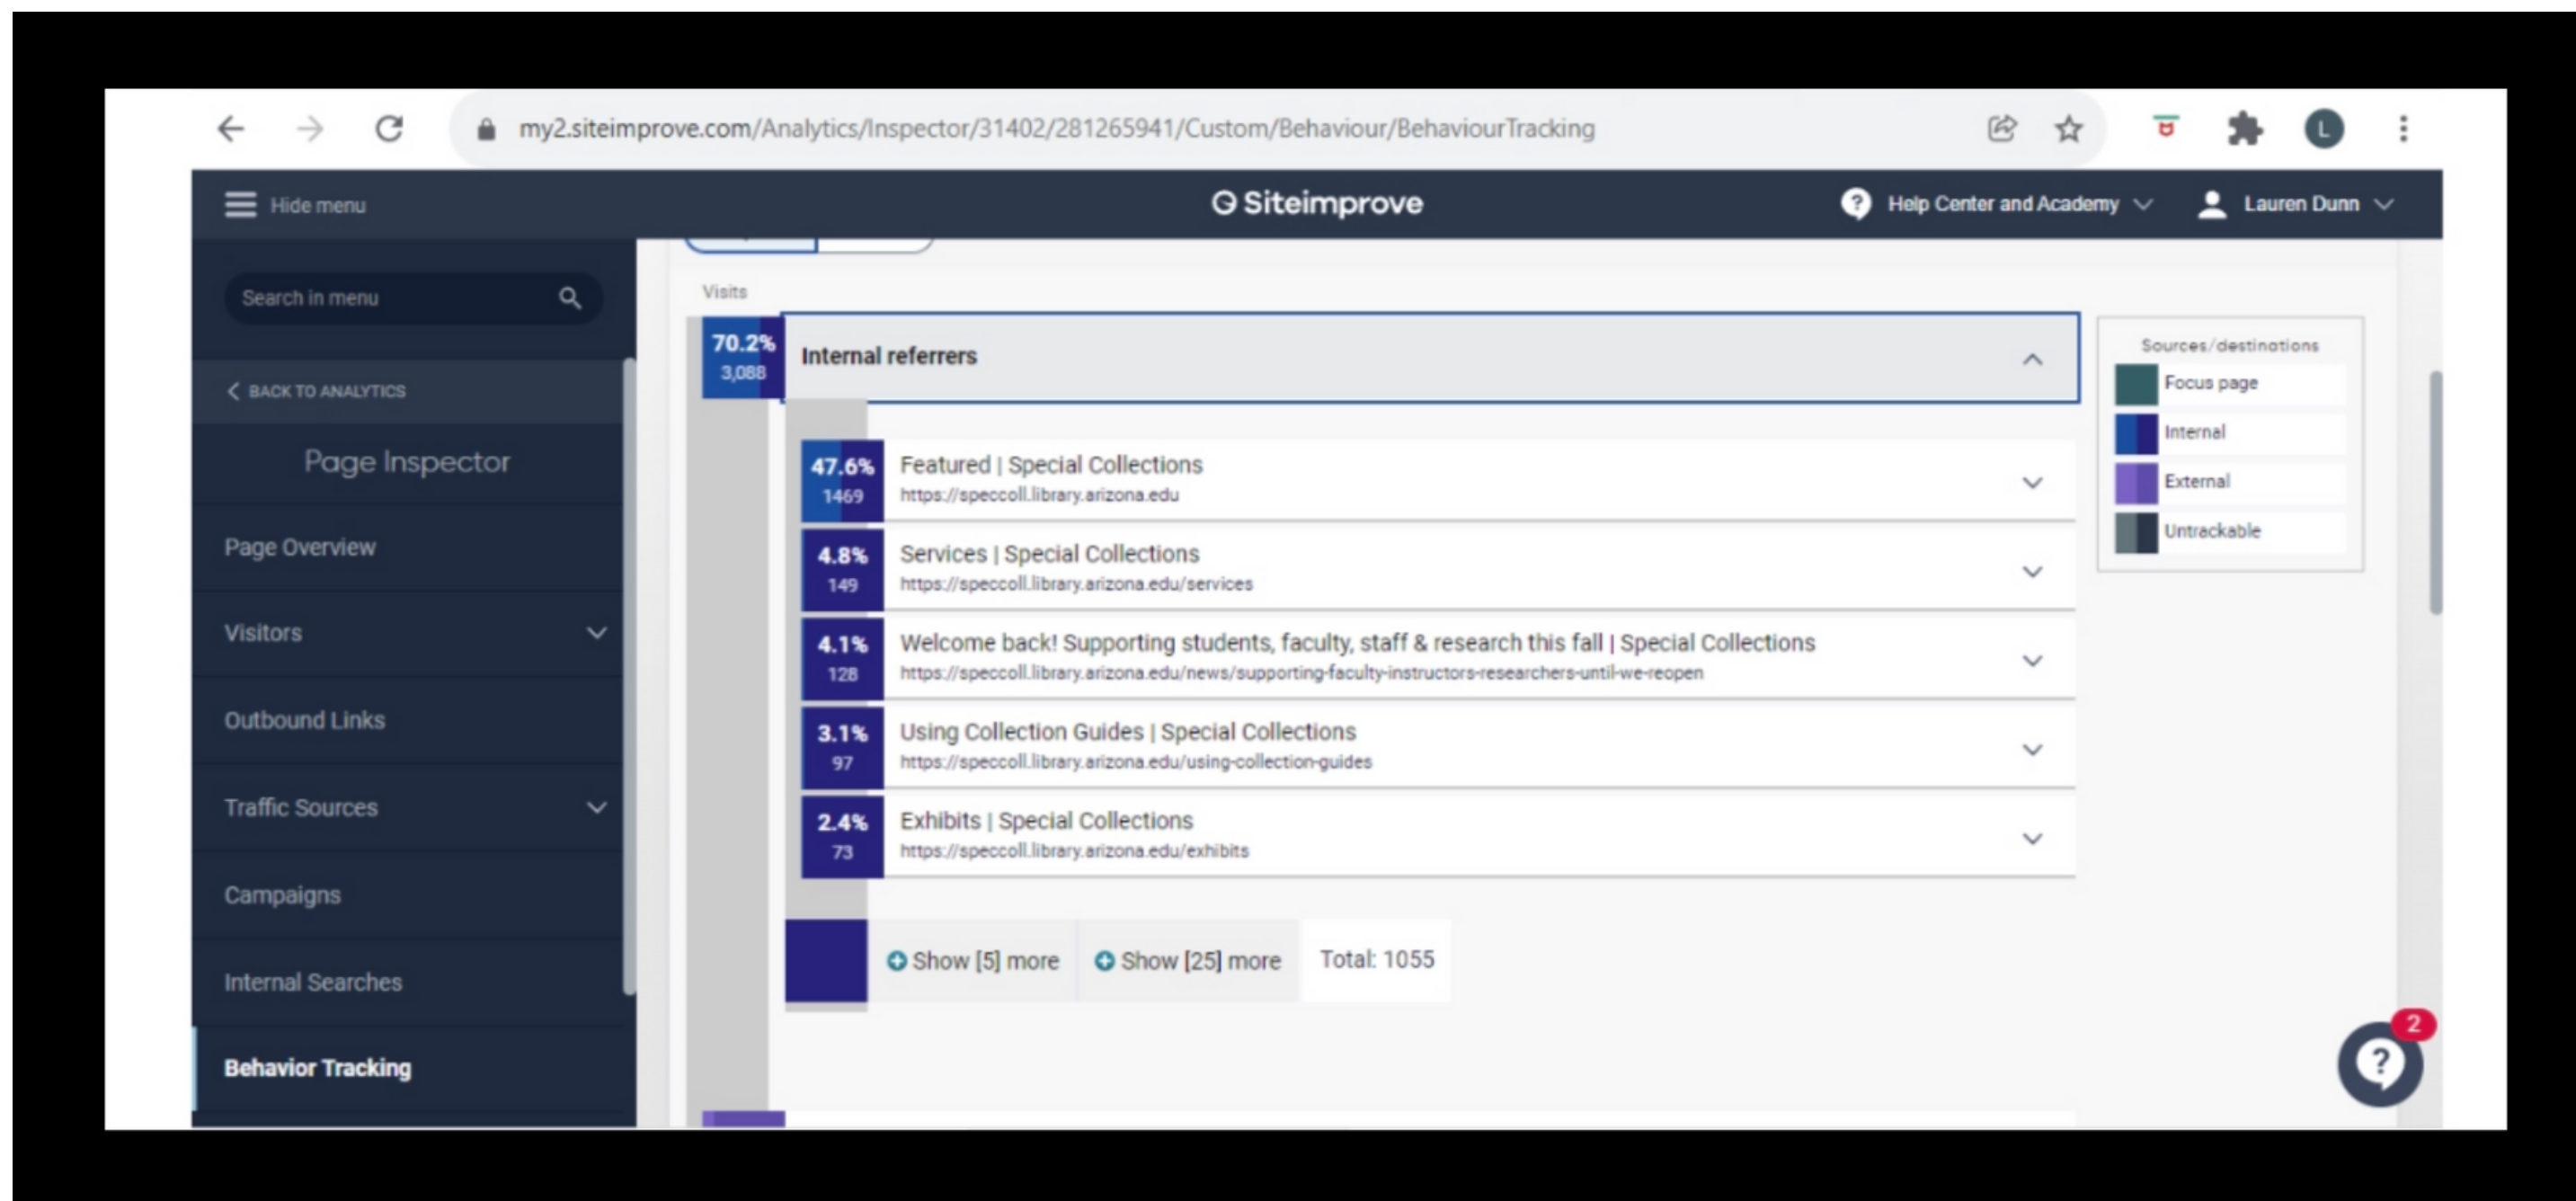 my2.siteimprove.com/Analytics/Inspector/31402/281265941/Custom/Behaviour/BehaviourTracking
L
Hide menu
Siteimprove
? Help Center and Academy
Lauren Dunn
Search in menu
BACK TO ANALYTICS
Page Inspector
Page Overview
Visitors
Outbound Links
Traffic Sources
Campaigns
Internal Searches
Behavior Tracking
Visits
70.2%
3,088
Internal referrers
47.6%
1469
Featured | Special Collections
https://speccoll.library.arizona.edu
4.8%
149
Services | Special Collections
https://speccoll.library.arizona.edu/services
4.1%
128
Welcome back! Supporting students, faculty, staff & research this fall | Special Collections
https://speccoll.library.arizona.edu/news/supporting-faculty-instructors-researchers-until-we-reopen
3.1%
97
Using Collection Guides | Special Collections
https://speccoll.library.arizona.edu/using-collection-guides
2.4%
73
Exhibits | Special Collections
https://speccoll.library.arizona.edu/exhibits
Show [5] more
Show [25] more
Total: 1055
Sources/destinations
Focus page
Internal
External
Untrackable
2
?